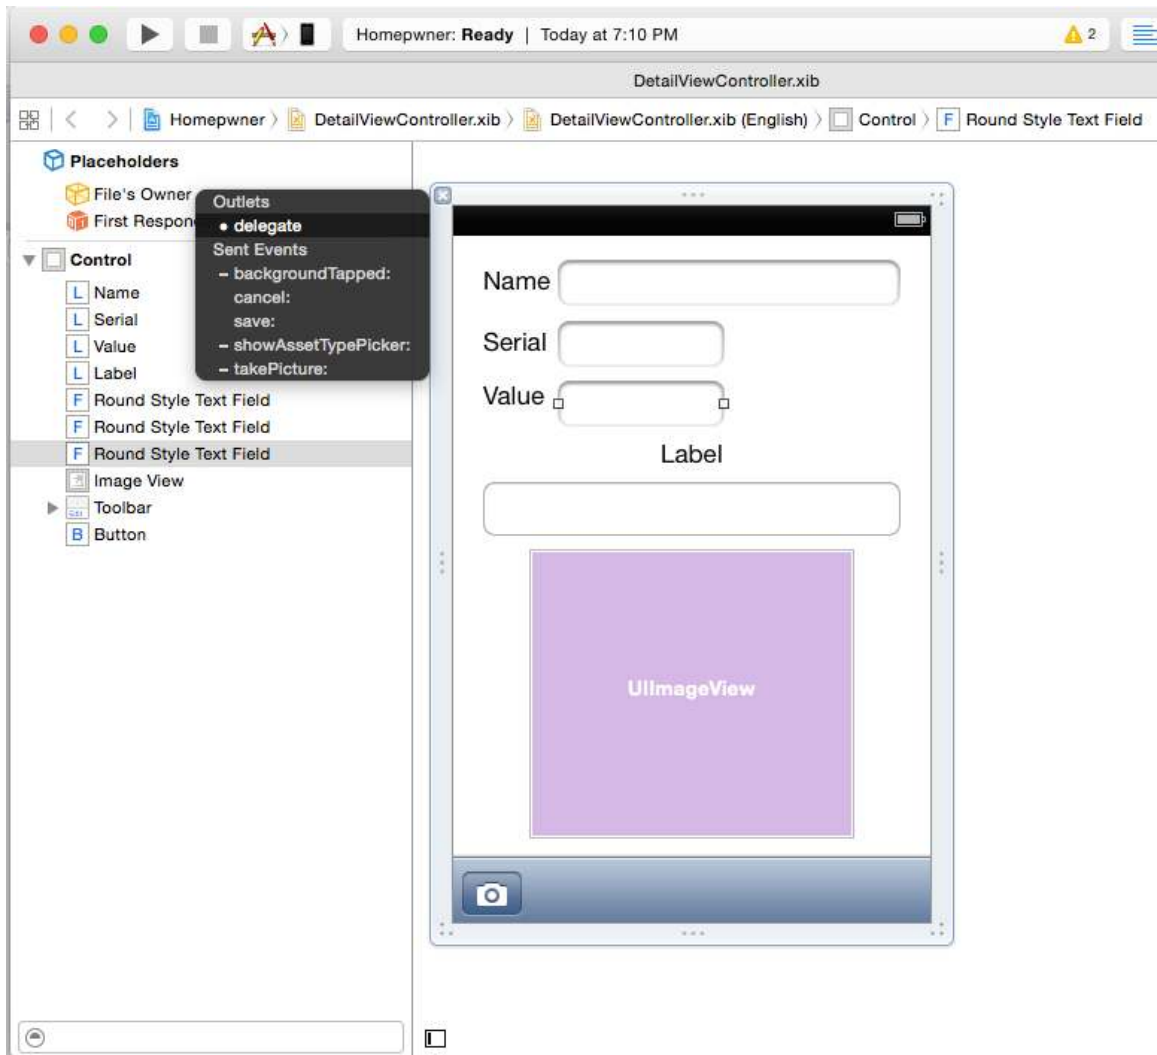 Homepwner: Ready | Today at 7:10 PM
2
DetailViewController.xib
Homepwner
DetailViewController.xib
DetailViewController.xib (English)
Control
F Round Style Text Field
Placeholders
File's Owner
First Respon
Outlets
• delegate
Sent Events
– backgroundTapped:
cancel:
save:
– showAssetTypePicker:
– takePicture:
Control
L Name
L Serial
L Value
L Label
F Round Style Text Field
F Round Style Text Field
F Round Style Text Field
Image View
Toolbar
B Button
Name
Serial
Value
Label
UIImageView